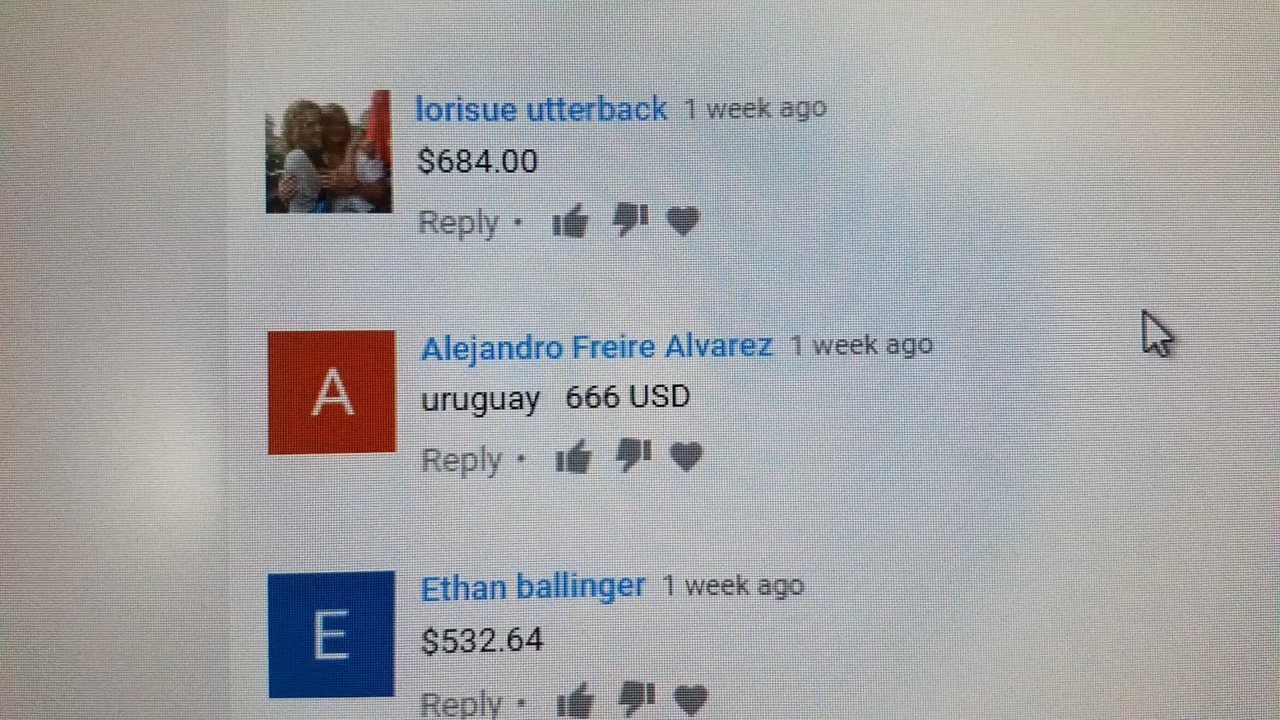 lorisue utterback 1 week ago
$684.00
Reply •
A
Alejandro Freire Alvarez 1 week ago
uruguay 666 USD
Reply •
E
Ethan ballinger 1 week ago
$532.64
Reply •